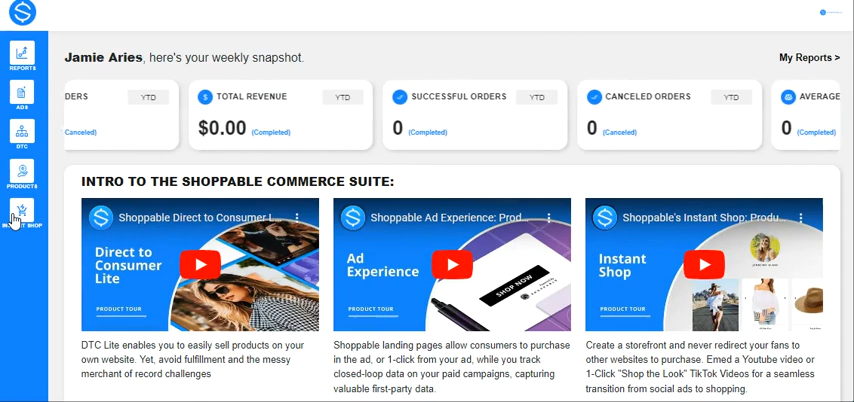 Jamie Aries, here's your weekly snapshot.
My Reports >
REPORTS
ADS
DTC
PRODUCTS
SHOP
DERS YTD
(Canceled)
TOTAL REVENUE YTD
$0.00 (Completed)
SUCCESSFUL ORDERS YTD
0 (Completed)
CANCELED ORDERS YTD
0 (Canceled)
AVERAGE
0 (Completed)
INTRO TO THE SHOPPABLE COMMERCE SUITE:
Shoppable Direct to Consumer L...
Direct to
Consumer
Lite
PRODUCT TOUR
Shoppable Ad Experience: Prod...
Ad
Experience
PRODUCT TOUR
SHOP NOW
Shoppable's Instant Shop: Produ...
Instant
Shop
PRODUCT TOUR
DTC Lite enables you to easily sell products on your
own website. Yet, avoid fulfillment and the messy
merchant of record challenges
Shoppable landing pages allow consumers to purchase
in the ad, or 1-click from your ad, while you track
closed-loop data on your paid campaigns, capturing
valuable first-party data.
Create a storefront and never redirect your fans to
other websites to purchase. Emed a Youtube video or
1-Click "Shop the Look" TikTok Videos for a seamless
transition from social ads to shopping.